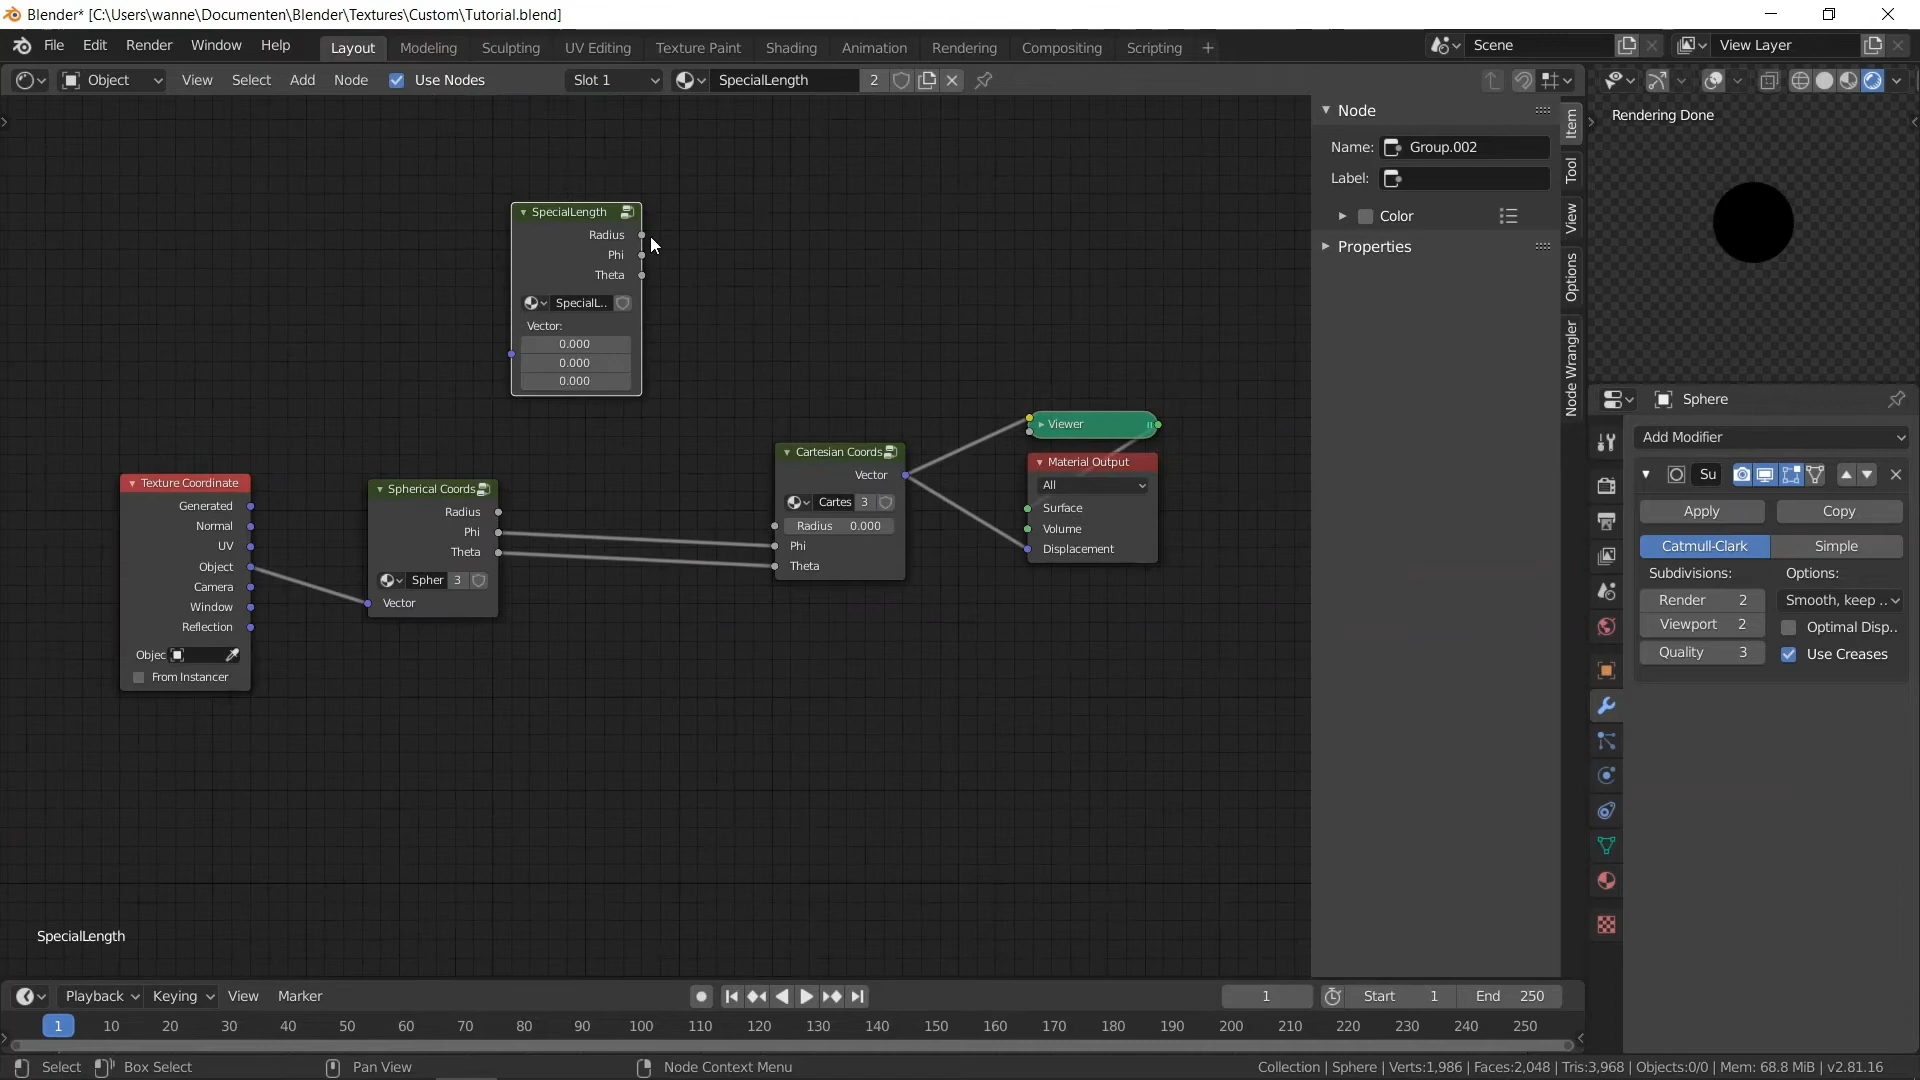 Blender* [C:\Users\wanne\Documenten\Blender\Textures\Custom\Tutorial.blend]
File Edit Render Window Help Layout Modeling Sculpting UV Editing Texture Paint Shading Animation Rendering Compositing Scripting + Scene View Layer
Object View Select Add Node Use Nodes Slot 1 SpecialLength 2
Rendering Done
Node
Name: Group.002
Label:
Color
Properties
Item
Tool
View
Options
Node Wrangler
SpecialLength
Radius
Phi
Theta
SpecialL..
Vector:
0.000
0.000
0.000
Texture Coordinate
Generated
Normal
UV
Object
Camera
Window
Reflection
Objec
From Instancer
Spherical Coords
Radius
Phi
Theta
Spher 3
Vector
Cartesian Coords
Vector
Cartes 3
Radius 0.000
Phi
Theta
Viewer
Material Output
All
Surface
Volume
Displacement
SpecialLength
Sphere
Add Modifier
Su
Apply Copy
Catmull-Clark Simple
Subdivisions: Options:
Render 2 Smooth, keep ..
Viewport 2 Optimal Disp..
Quality 3 Use Creases
Playback Keying View Marker 1 Start 1 End 250
1 10 20 30 40 50 60 70 80 90 100 110 120 130 140 150 160 170 180 190 200 210 220 230 240 250
Select Box Select Pan View Node Context Menu Collection | Sphere | Verts:1,986 | Faces:2,048 | Tris:3,968 | Objects:0/0 | Mem: 68.8 MiB | v2.81.16